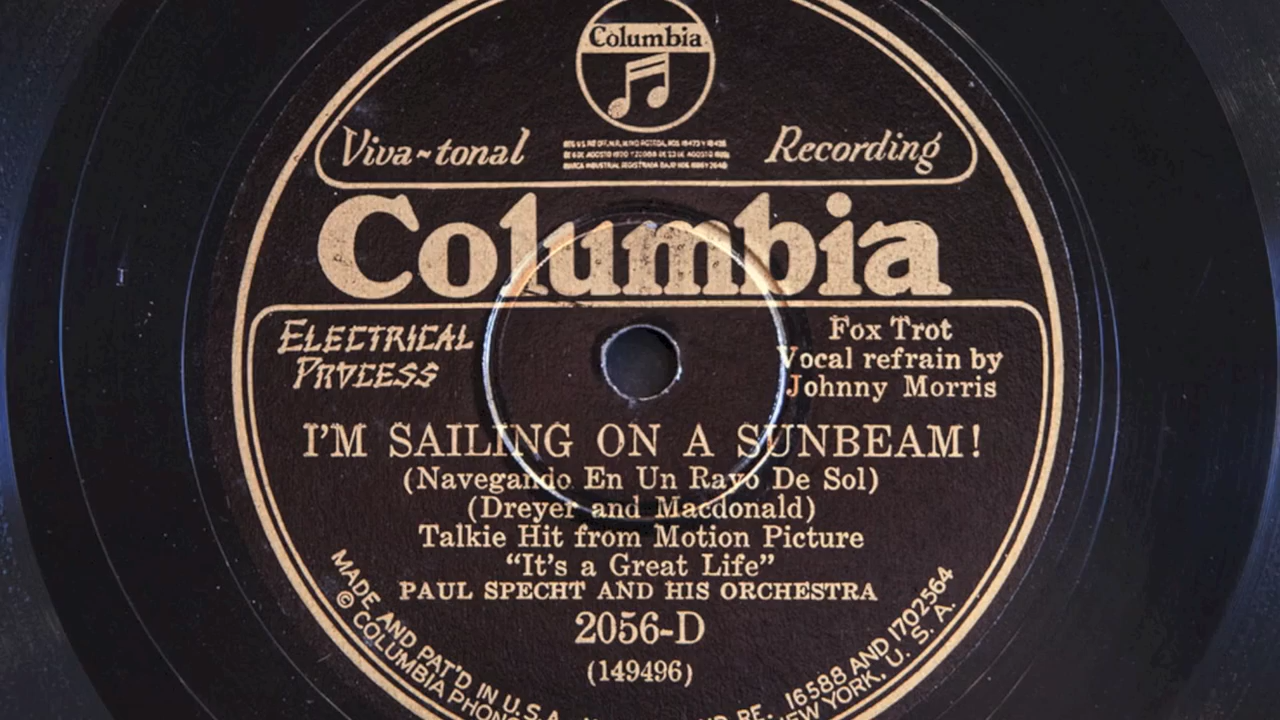 Columbia
Viva-tonal
Recording
Columbia
ELECTRICAL
PROCESS
Fox Trot
Vocal refrain by
Johnny Morris
I'M SAILING ON A SUNBEAM!
(Navegando En Un Rayo De Sol)
(Dreyer and Macdonald)
Talkie Hit from Motion Picture
"It's a Great Life"
PAUL SPECHT AND HIS ORCHESTRA
2056-D
(149496)
MADE AND PAT'D IN U.S.A. RE. 16588 AND 1702564
© COLUMBIA NEW YORK, U. S. A.